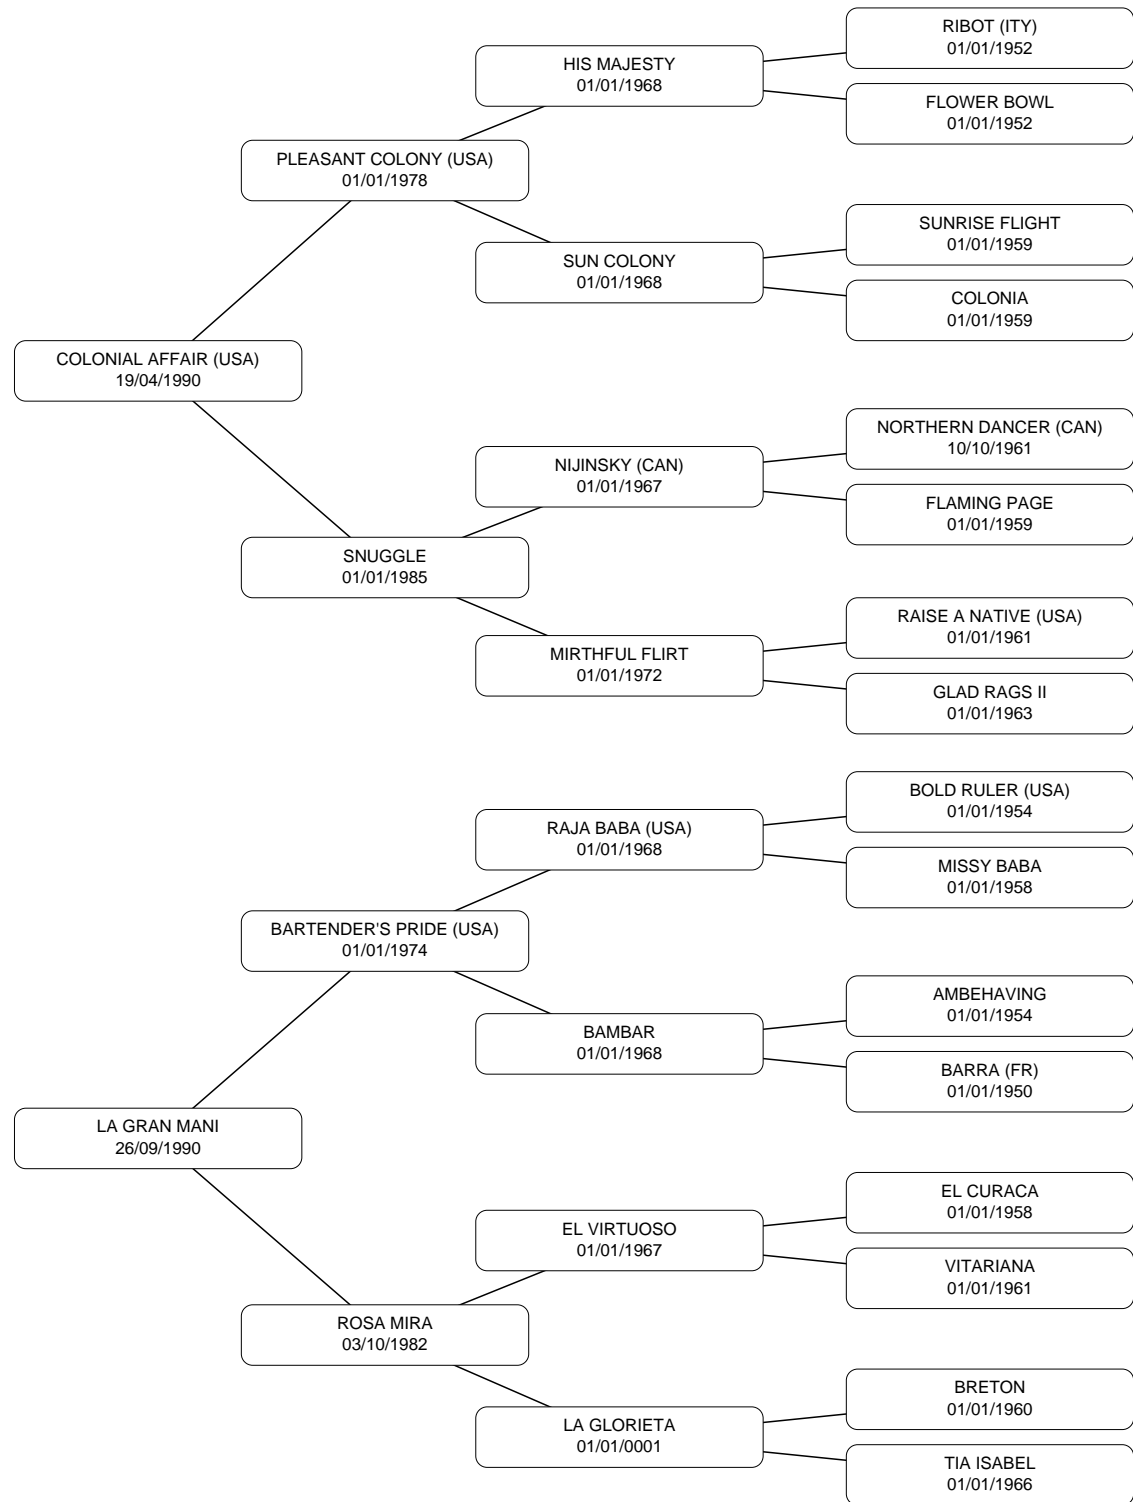 RIBOT (ITY)
01/01/1952
HIS MAJESTY
01/01/1968
FLOWER BOWL
01/01/1952
PLEASANT COLONY (USA)
01/01/1978
SUNRISE FLIGHT
01/01/1959
SUN COLONY
01/01/1968
COLONIA
01/01/1959
COLONIAL AFFAIR (USA)
19/04/1990
NORTHERN DANCER (CAN)
10/10/1961
NIJINSKY (CAN)
01/01/1967
FLAMING PAGE
01/01/1959
SNUGGLE
01/01/1985
RAISE A NATIVE (USA)
01/01/1961
MIRTHFUL FLIRT
01/01/1972
GLAD RAGS II
01/01/1963
BOLD RULER (USA)
01/01/1954
RAJA BABA (USA)
01/01/1968
MISSY BABA
01/01/1958
BARTENDER'S PRIDE (USA)
01/01/1974
AMBEHAVING
01/01/1954
BAMBAR
01/01/1968
BARRA (FR)
01/01/1950
LA GRAN MANI
26/09/1990
EL CURACA
01/01/1958
EL VIRTUOSO
01/01/1967
VITARIANA
01/01/1961
ROSA MIRA
03/10/1982
BRETON
01/01/1960
LA GLORIETA
01/01/0001
TIA ISABEL
01/01/1966